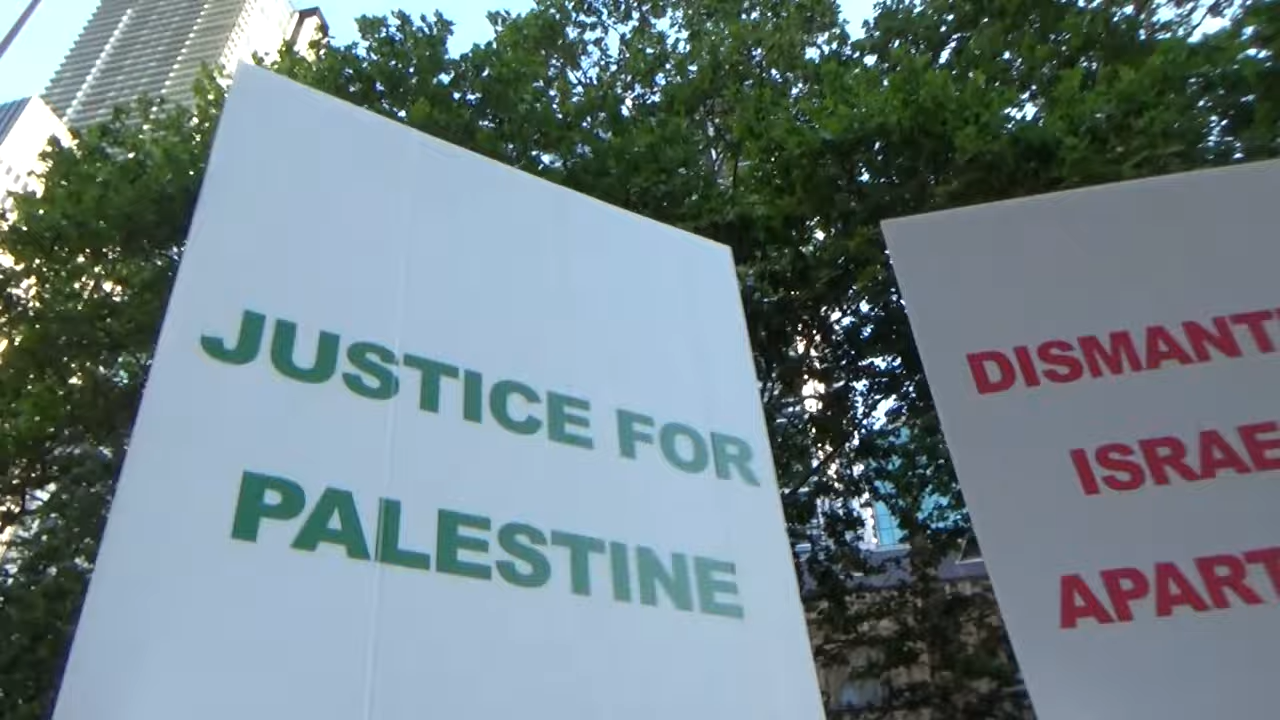 JUSTICE FOR
PALESTINE
DISMANT
ISRAE
APART